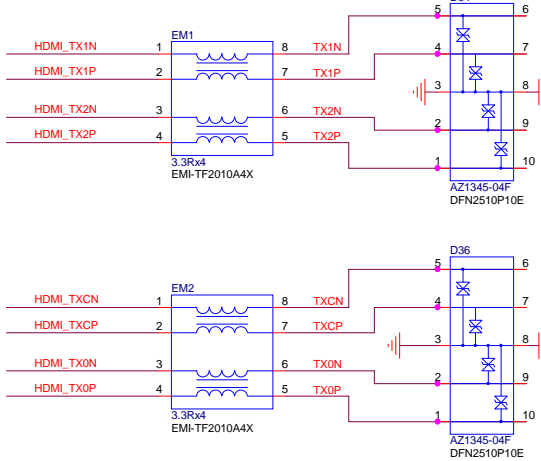 EM1
5
6
HDMI_TX1N
1
8
TX1N
4
7
HDMI_TX1P
2
7
TX1P
3
8
HDMI_TX2N
3
6
TX2N
2
9
HDMI_TX2P
4
5
TX2P
1
10
3.3Rx4
EMI-TF2010A4X
AZ1345-04F
DFN2510P10E
D36
5
6
EM2
HDMI_TXCN
1
8
TXCN
4
7
HDMI_TXCP
2
7
TXCP
3
8
HDMI_TX0N
3
6
TX0N
2
9
HDMI_TX0P
4
5
TX0P
1
10
3.3Rx4
EMI-TF2010A4X
AZ1345-04F
DFN2510P10E